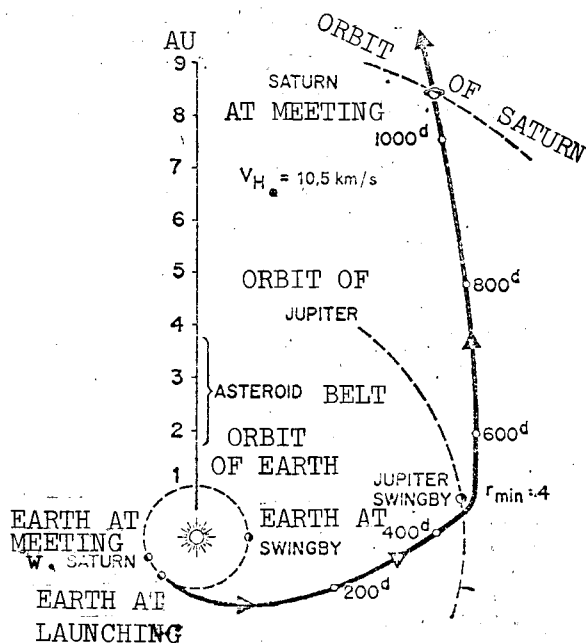 AU
9
8
7
6
5
4
3
2
1
ORBIT OF SATURN
SATURN
AT MEETING
1000ᵈ
V_H⊕ = 10,5 km/s
ORBIT OF
JUPITER
800ᵈ
ASTEROID BELT
600ᵈ
ORBIT
OF EARTH
JUPITER
SWINGBY
r_min = 4
400ᵈ
EARTH AT
SWINGBY
EARTH AT
MEETING
W. SATURN
200ᵈ
EARTH AT
LAUNCHING